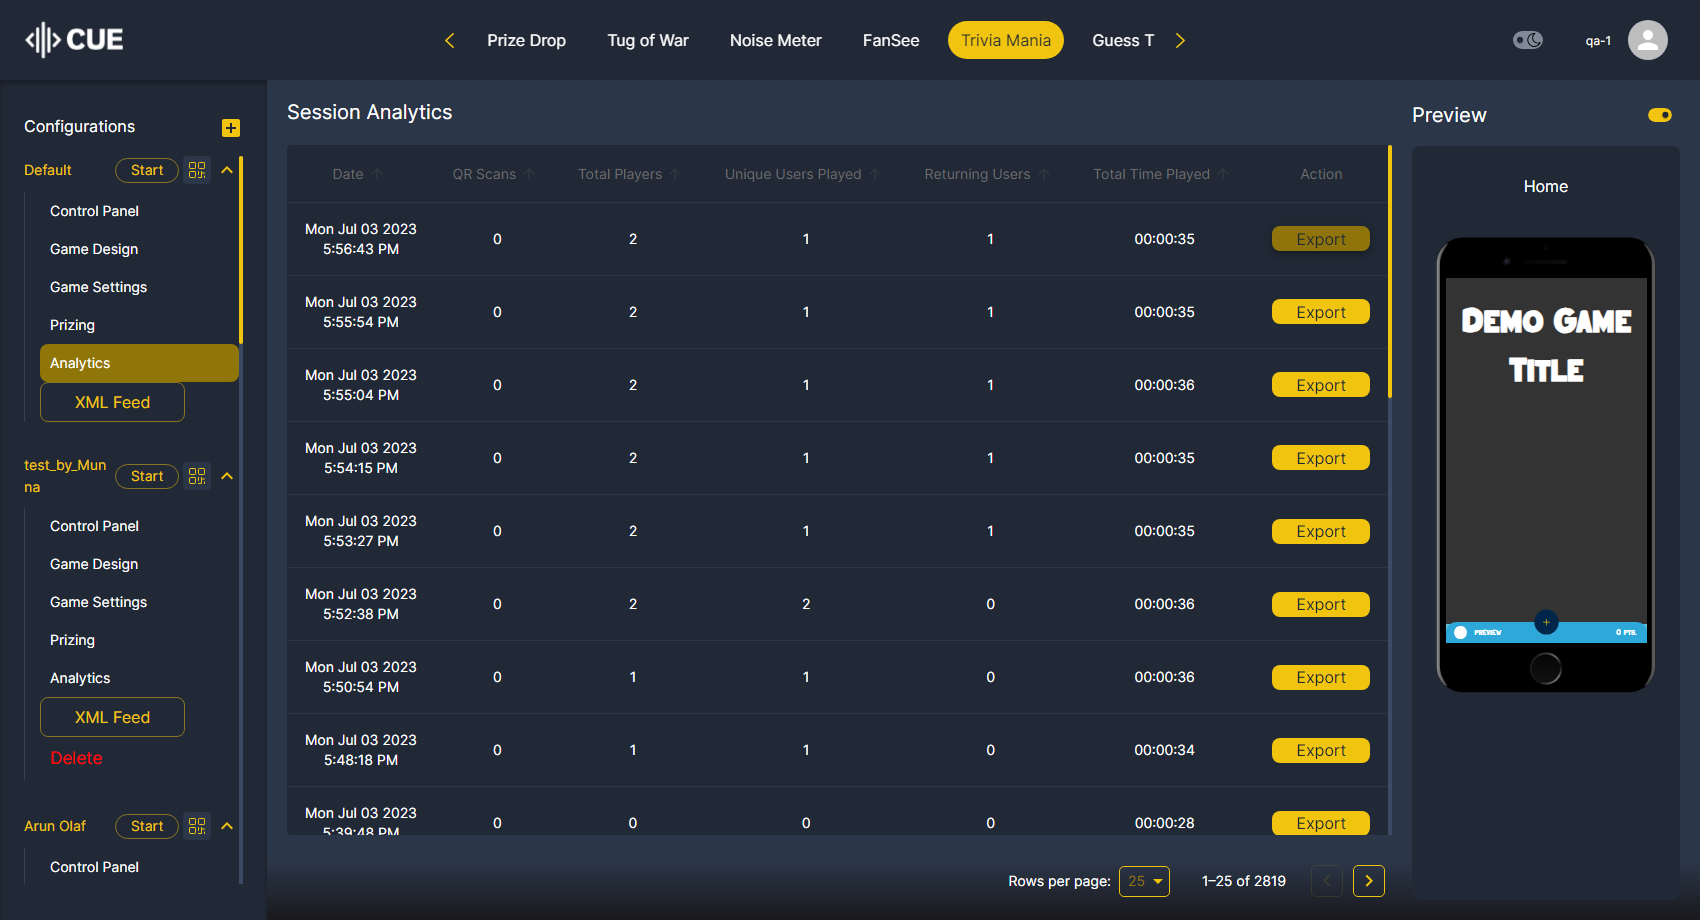 CUE
Prize Drop Tug of War Noise Meter FanSee Trivia Mania Guess T
qa-1
Configurations
Default Start
Control Panel
Game Design
Game Settings
Prizing
Analytics
XML Feed
test_by_Mun
na
Start
Control Panel
Game Design
Game Settings
Prizing
Analytics
XML Feed
Delete
Arun Olaf Start
Control Panel
Session Analytics
Date QR Scans Total Players Unique Users Played Returning Users Total Time Played Action
Mon Jul 03 2023
5:56:43 PM
0 2 1 1 00:00:35 Export
Mon Jul 03 2023
5:55:54 PM
0 2 1 1 00:00:35 Export
Mon Jul 03 2023
5:55:04 PM
0 2 1 1 00:00:36 Export
Mon Jul 03 2023
5:54:15 PM
0 2 1 1 00:00:35 Export
Mon Jul 03 2023
5:53:27 PM
0 2 1 1 00:00:35 Export
Mon Jul 03 2023
5:52:38 PM
0 2 2 0 00:00:36 Export
Mon Jul 03 2023
5:50:54 PM
0 1 1 0 00:00:36 Export
Mon Jul 03 2023
5:48:18 PM
0 1 1 0 00:00:34 Export
Mon Jul 03 2023
5:39:48 PM
0 0 0 0 00:00:28 Export
Rows per page: 25 1–25 of 2819
Preview
Home
Demo Game
Title
PREVIEW 0 PTS.